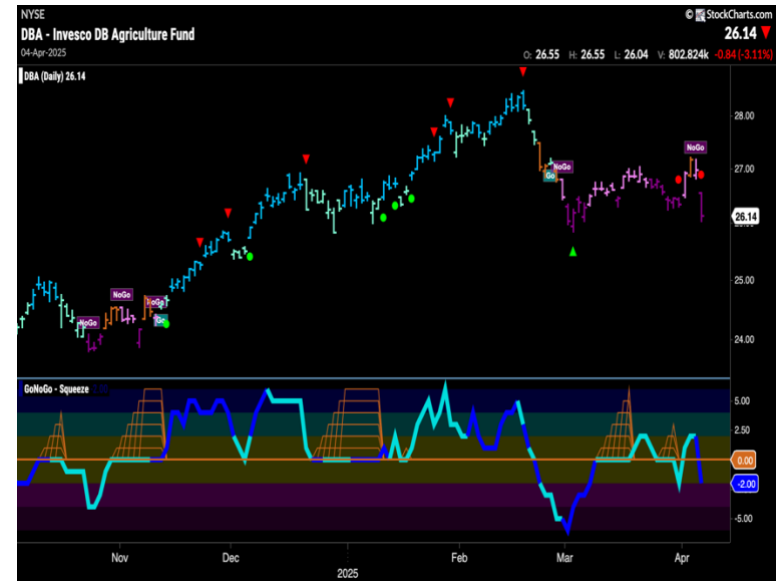 NYSE
© StockCharts.com
DBA - Invesco DB Agriculture Fund
26.14
04-Apr-2025
O: 26.55 H: 26.55 L: 26.04 V: 802.824k -0.84 (-3.11%)
DBA (Daily) 26.14
28.00
NoGo
27.00
NoGo
Go
26.14
25.00
NoGo
NoGo
NoGo
Go
24.00
GoNoGo - Squeeze
5.00
2.50
0.00
-2.00
-5.00
Nov Dec Feb Mar Apr
2025